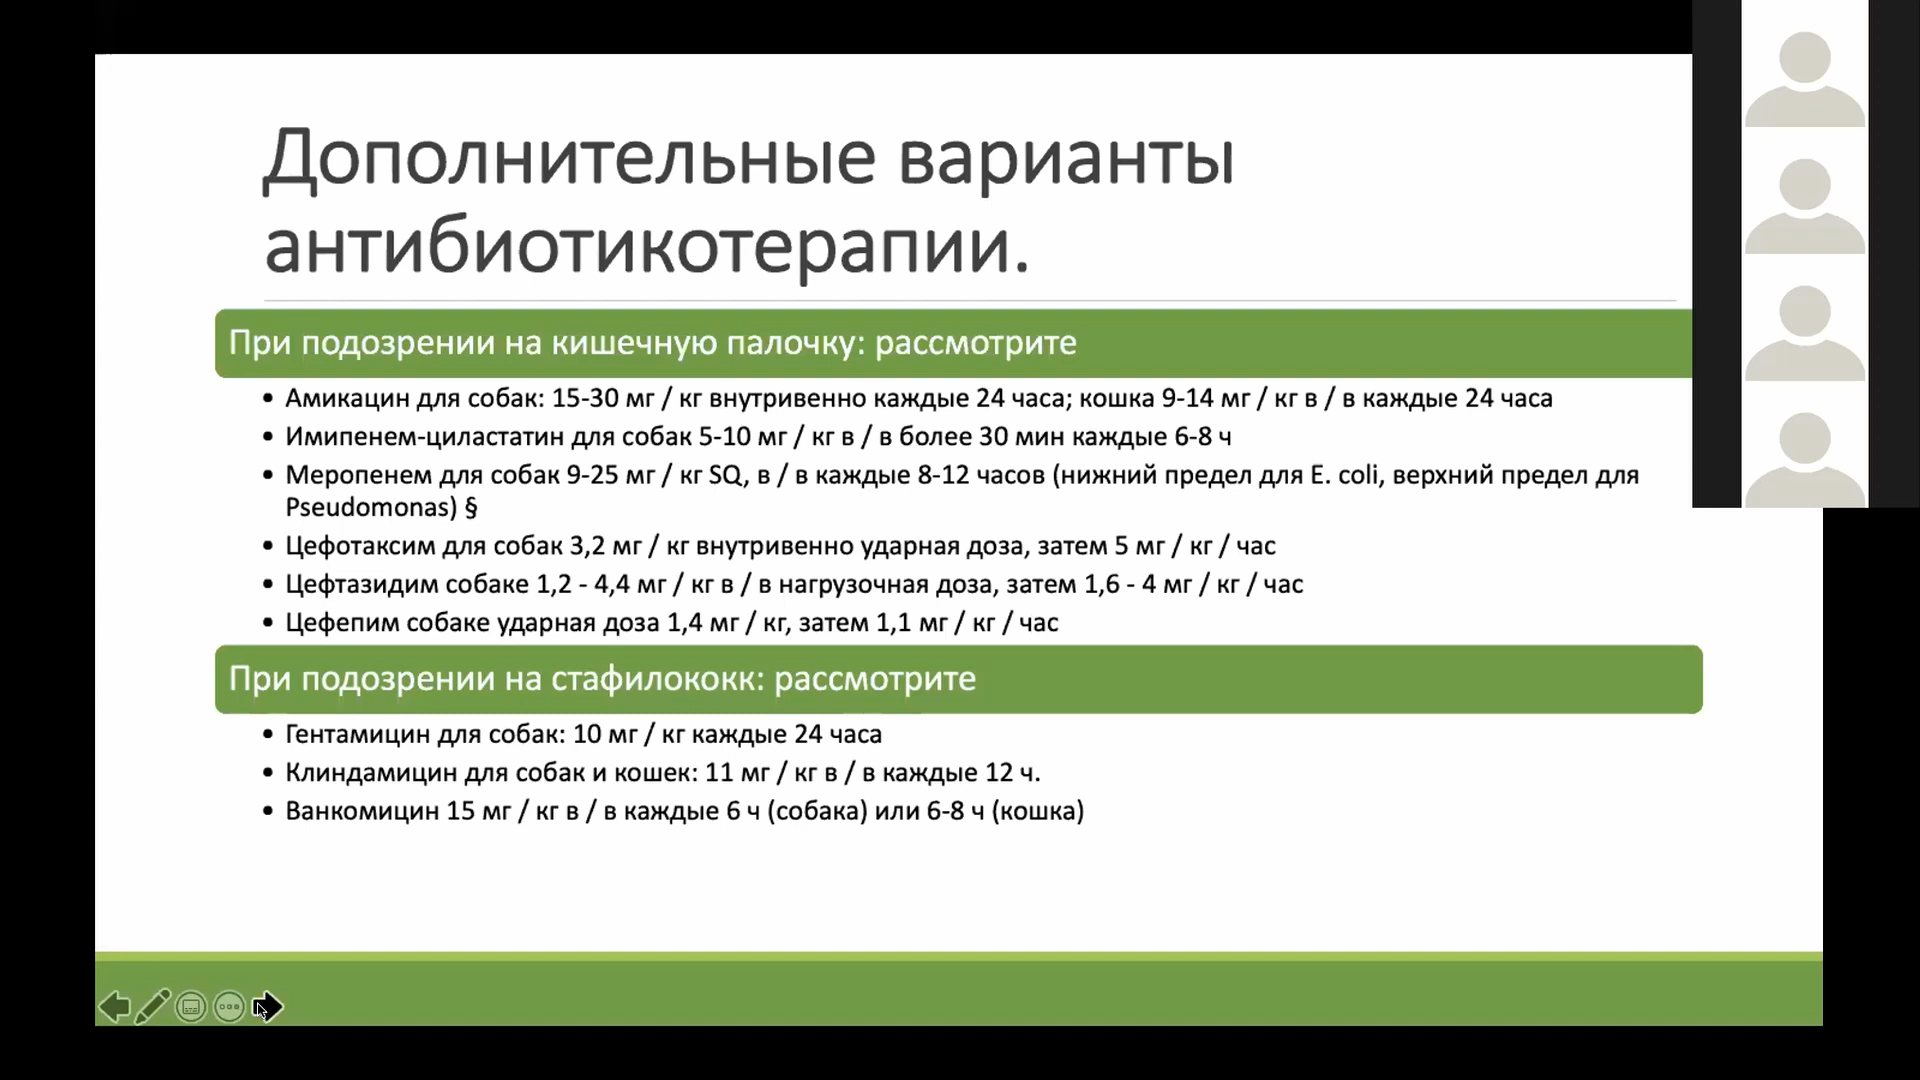 Дополнительные варианты
антибиотикотерапии.
При подозрении на кишечную палочку: рассмотрите
• Амикацин для собак: 15-30 мг / кг внутривенно каждые 24 часа; кошка 9-14 мг / кг в / в каждые 24 часа
• Имипенем-циластатин для собак 5-10 мг / кг в / в более 30 мин каждые 6-8 ч
• Меропенем для собак 9-25 мг / кг SQ, в / в каждые 8-12 часов (нижний предел для E. coli, верхний предел для
Pseudomonas) §
• Цефотаксим для собак 3,2 мг / кг внутривенно ударная доза, затем 5 мг / кг / час
• Цефтазидим собаке 1,2 - 4,4 мг / кг в / в нагрузочная доза, затем 1,6 - 4 мг / кг / час
• Цефепим собаке ударная доза 1,4 мг / кг, затем 1,1 мг / кг / час
При подозрении на стафилококк: рассмотрите
• Гентамицин для собак: 10 мг / кг каждые 24 часа
• Клиндамицин для собак и кошек: 11 мг / кг в / в каждые 12 ч.
• Ванкомицин 15 мг / кг в / в каждые 6 ч (собака) или 6-8 ч (кошка)